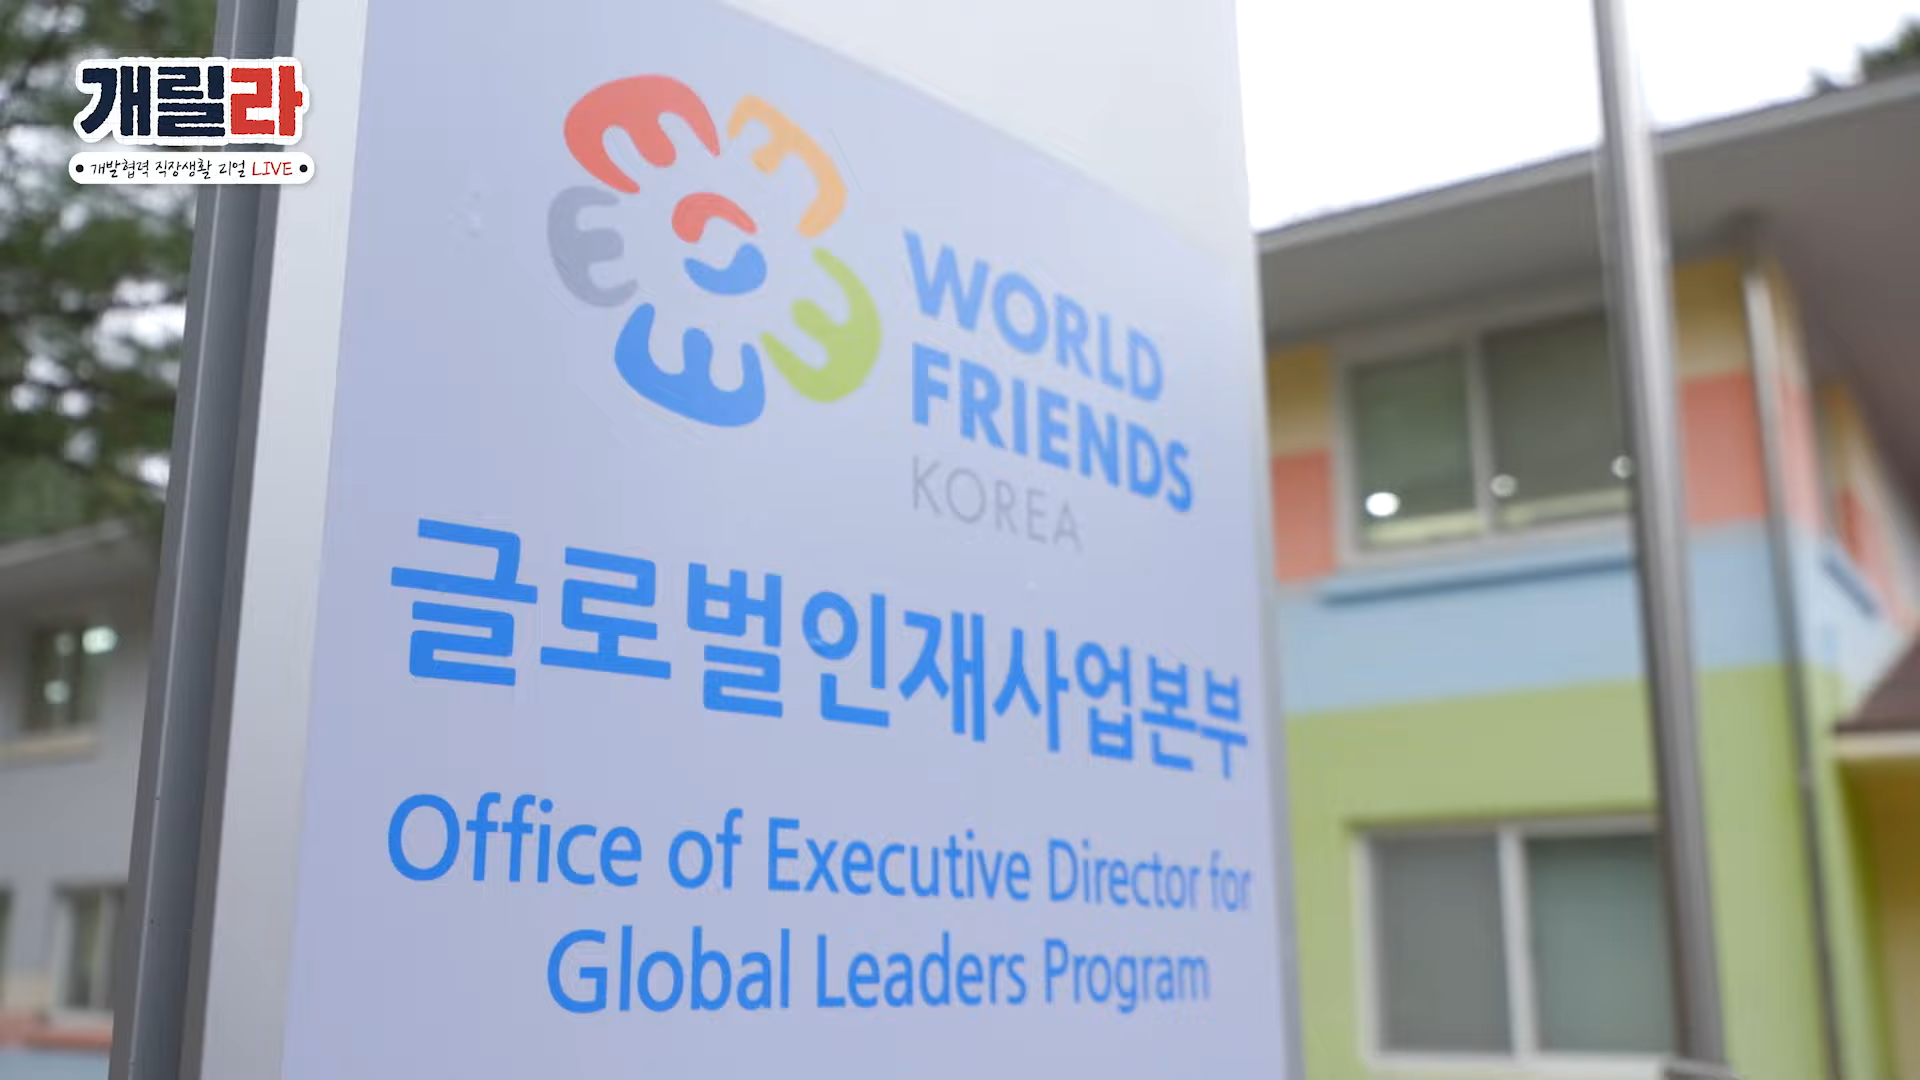 개릴라
• 개발협력 직장생활 리얼 LIVE •
WORLD
FRIENDS
KOREA
글로벌인재사업본부
Office of Executive Director for
Global Leaders Program